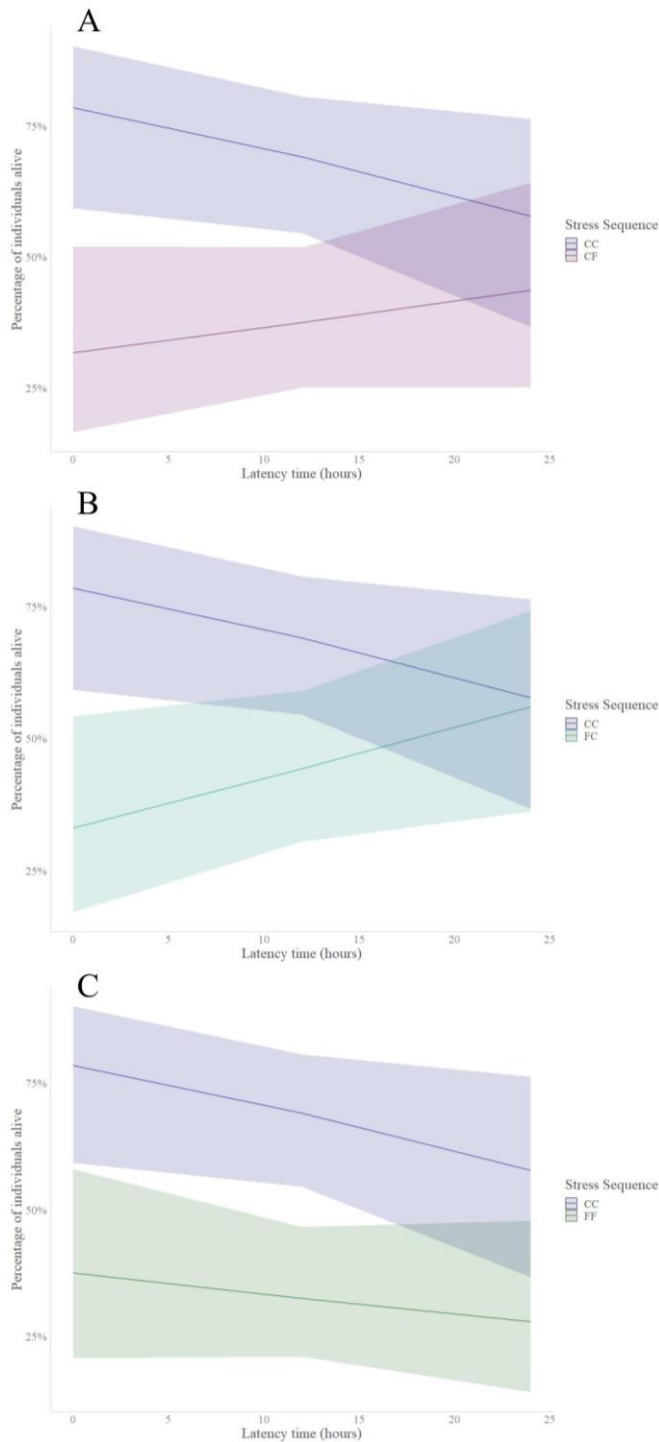 A
Percentage of individuals alive
75%
50%
25%
0 5 10 15 20 25
Latency time (hours)
Stress Sequence
CC
CF
B
Percentage of individuals alive
75%
50%
25%
0 5 10 15 20 25
Latency time (hours)
Stress Sequence
CC
FC
C
Percentage of individuals alive
75%
50%
25%
0 5 10 15 20 25
Latency time (hours)
Stress Sequence
CC
FF